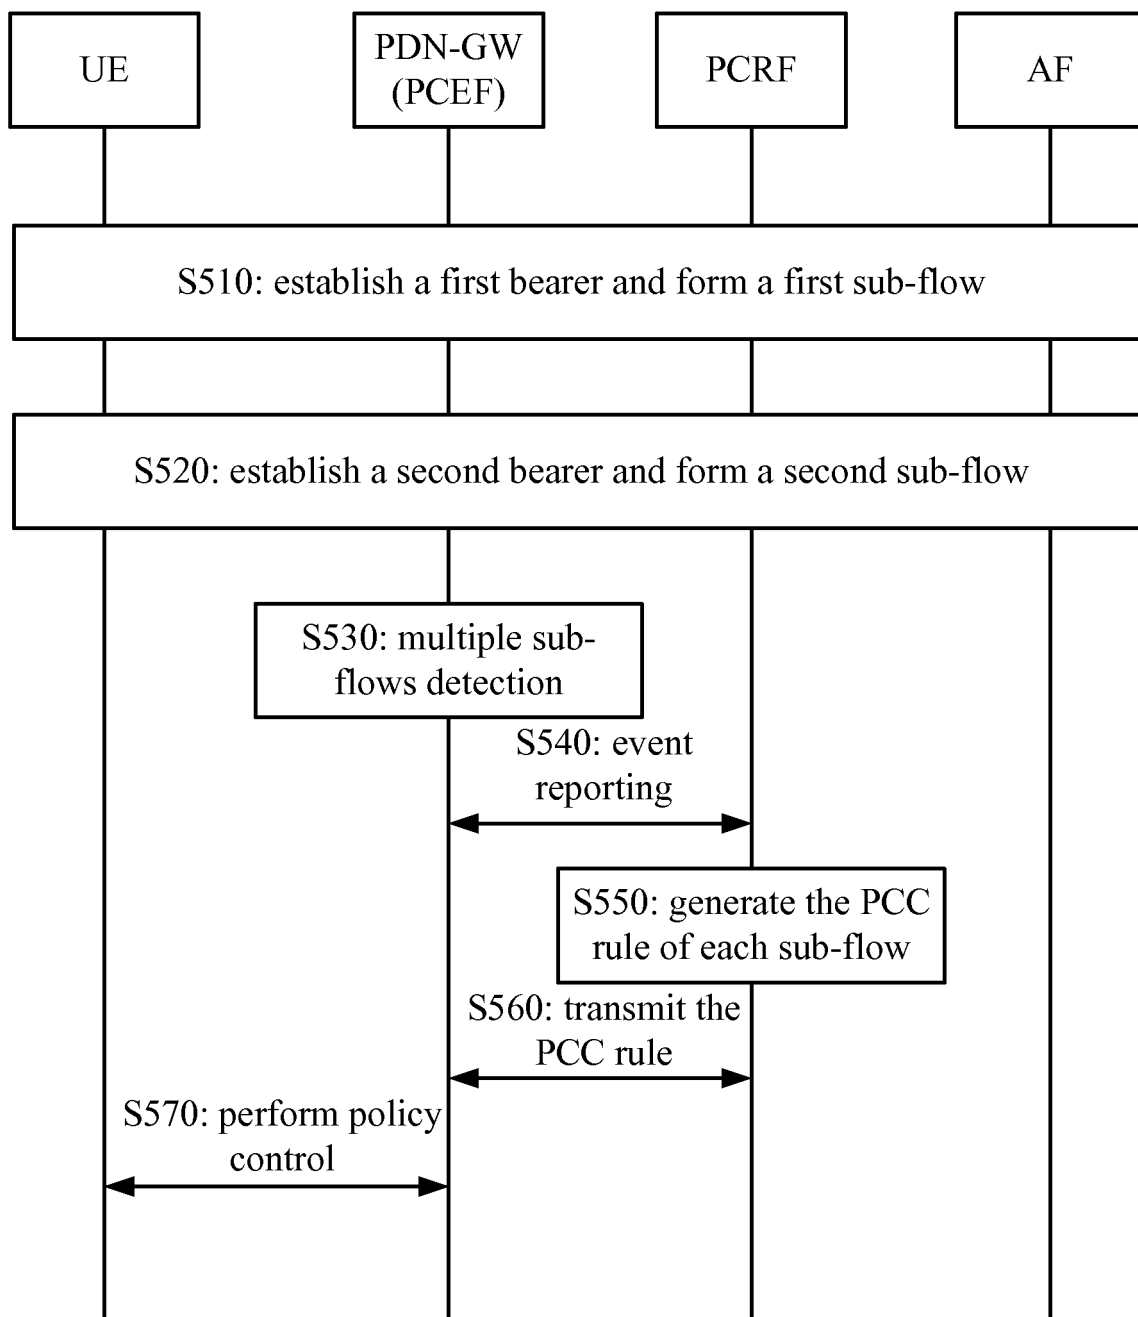 UE
PDN-GW
(PCEF)
PCRF
AF
S510: establish a first bearer and form a first sub-flow
S520: establish a second bearer and form a second sub-flow
S530: multiple sub-
flows detection
S540: event
reporting
S550: generate the PCC
rule of each sub-flow
S560: transmit the
PCC rule
S570: perform policy
control